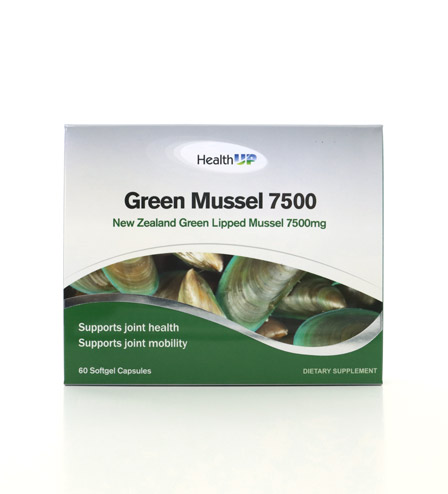 HealthUP
Green Mussel 7500
New Zealand Green Lipped Mussel 7500mg
Supports joint health
Supports joint mobility
60 Softgel Capsules
DIETARY SUPPLEMENT